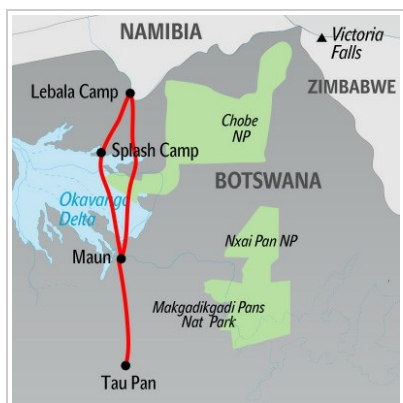 NAMIBIA
Victoria
Falls
Lebala Camp
ZIMBABWE
Chobe
NP
Splash Camp
BOTSWANA
Okavango
Delta
Nxai Pan NP
Maun
Makgadikgadi Pans
Nat Park
Tau Pan